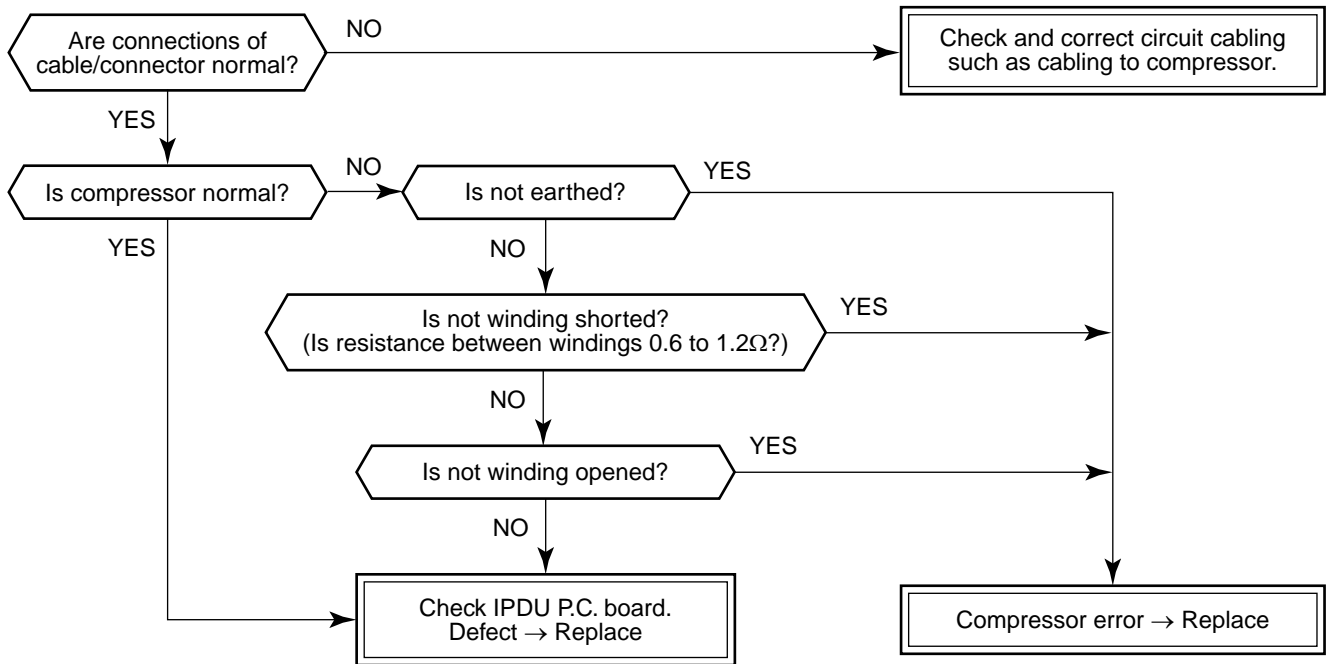 Are connections of
cable/connector normal?
NO
Check and correct circuit cabling
such as cabling to compressor.
YES
Is compressor normal?
NO
Is not earthed?
YES
YES
NO
Is not winding shorted?
(Is resistance between windings 0.6 to 1.2Ω?)
YES
NO
Is not winding opened?
YES
NO
Check IPDU P.C. board.
Defect → Replace
Compressor error → Replace